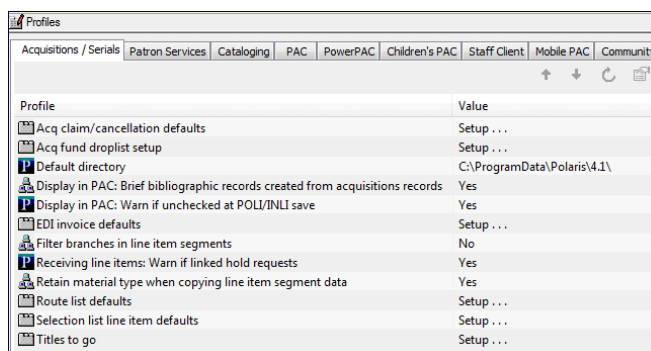 Profiles
Acquisitions / Serials Patron Services Cataloging PAC PowerPAC Children's PAC Staff Client Mobile PAC Community
Profile Value
Acq claim/cancellation defaults Setup . . .
Acq fund droplist setup Setup . . .
Default directory C:\ProgramData\Polaris\4.1\
Display in PAC: Brief bibliographic records created from acquisitions records Yes
Display in PAC: Warn if unchecked at POLI/INLI save Yes
EDI invoice defaults Setup . . .
Filter branches in line item segments No
Receiving line items: Warn if linked hold requests Yes
Retain material type when copying line item segment data Yes
Route list defaults Setup . . .
Selection list line item defaults Setup . . .
Titles to go Setup . . .